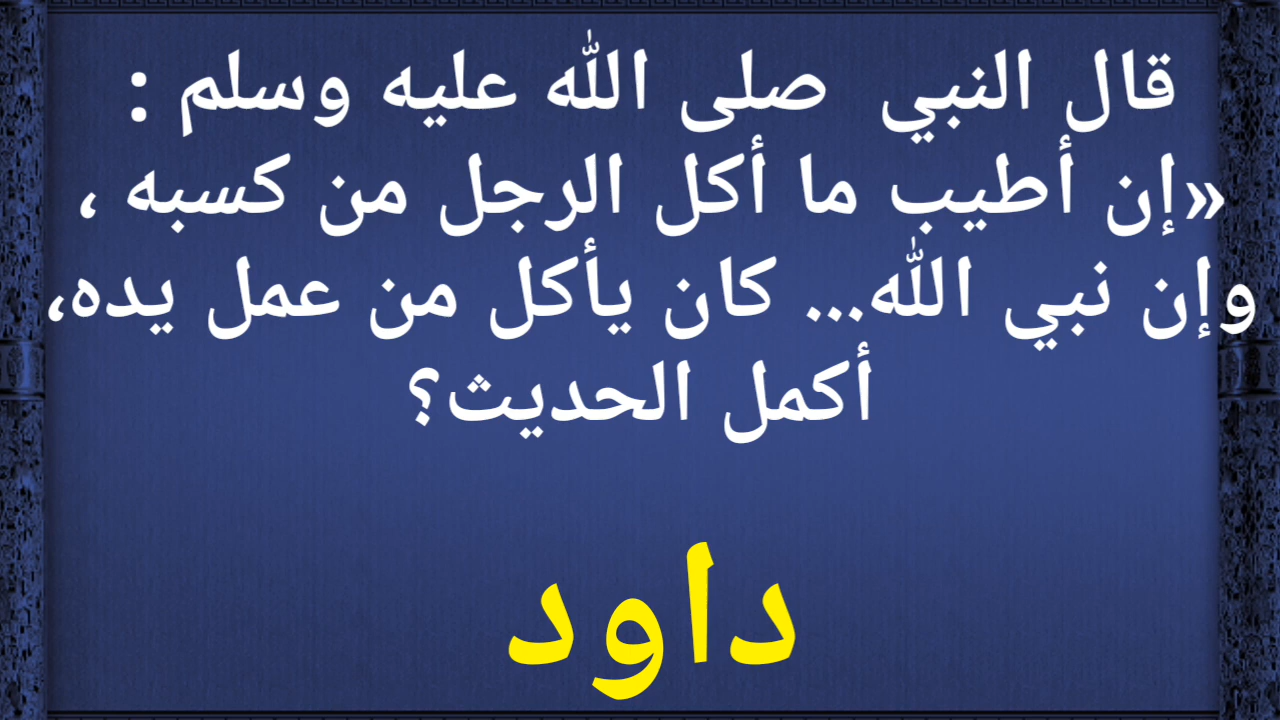 قال النبي صلى الله عليه وسلم :
«إن أطيب ما أكل الرجل من كسبه ،
وإن نبي الله... كان يأكل من عمل يده،
أكمل الحديث؟
داود